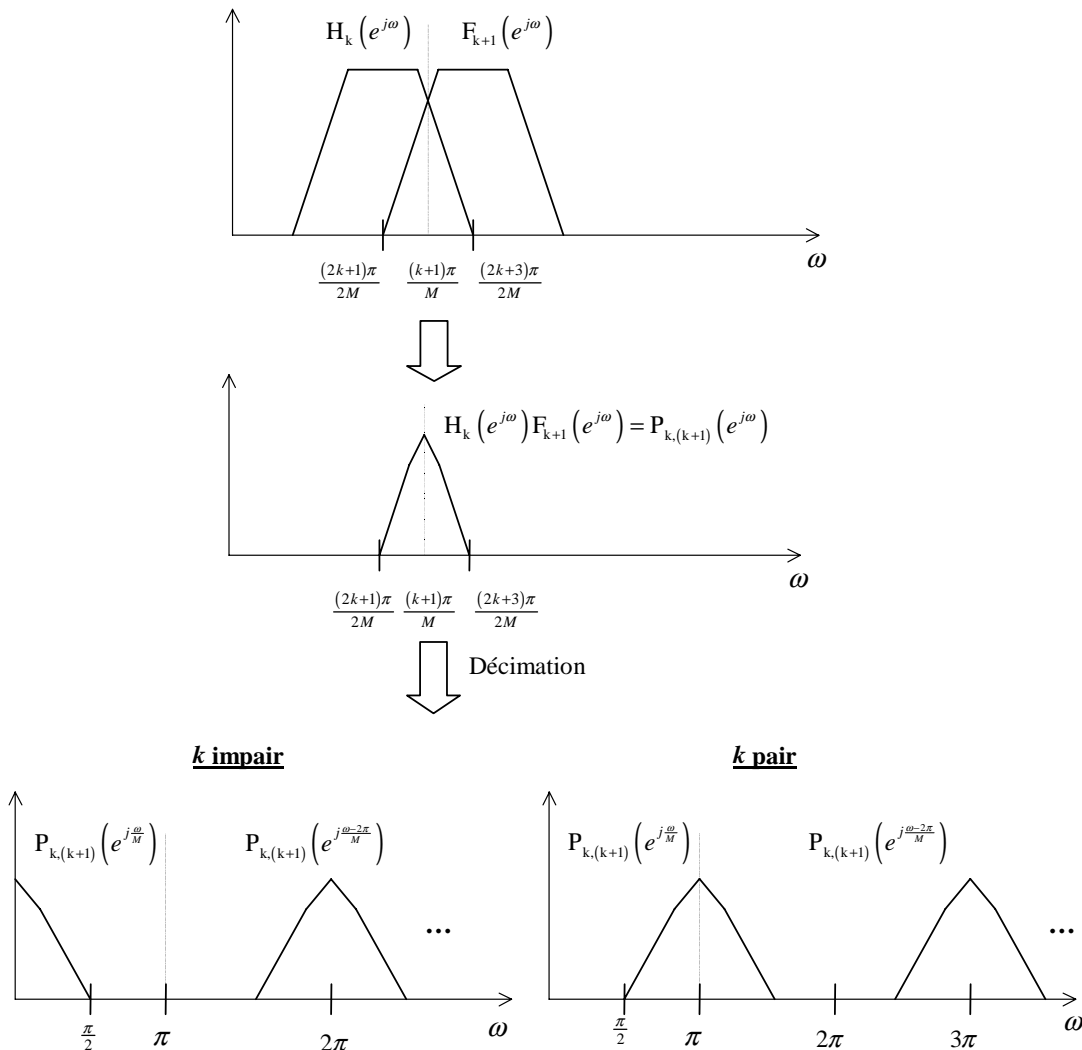 H_k(e^{jω}) F_{k+1}(e^{jω})
ω
(2k+1)π/2M (k+1)π/M (2k+3)π/2M
H_k(e^{jω})F_{k+1}(e^{jω}) = P_{k,(k+1)}(e^{jω})
ω
(2k+1)π/2M (k+1)π/M (2k+3)π/2M
Décimation
k impair
P_{k,(k+1)}(e^{jω/M}) P_{k,(k+1)}(e^{j(ω-2π)/M})
...
π/2 π 2π ω
k pair
P_{k,(k+1)}(e^{jω/M}) P_{k,(k+1)}(e^{j(ω-2π)/M})
...
π/2 π 2π 3π ω